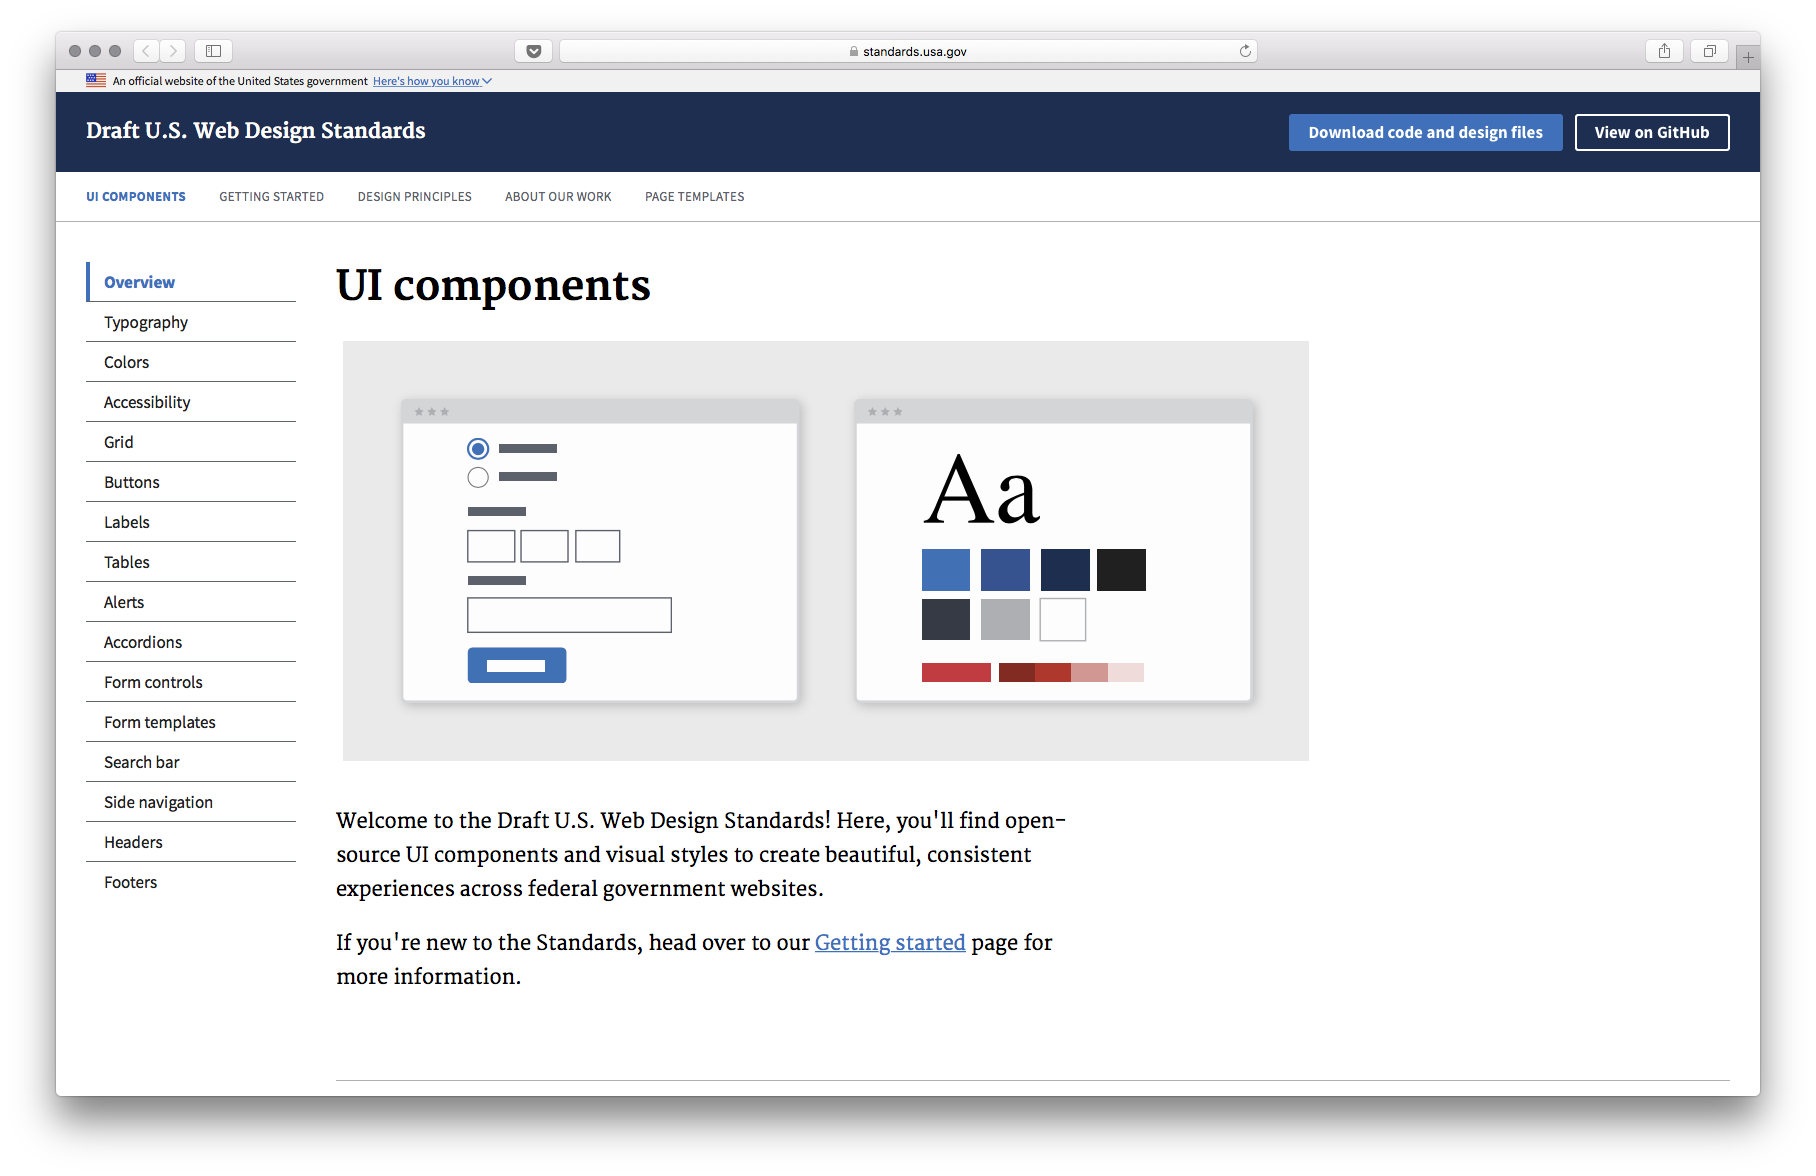 standards.usa.gov
An official website of the United States government Here's how you know
Draft U.S. Web Design Standards
Download code and design files
View on GitHub
UI COMPONENTS
GETTING STARTED
DESIGN PRINCIPLES
ABOUT OUR WORK
PAGE TEMPLATES
Overview
Typography
Colors
Accessibility
Grid
Buttons
Labels
Tables
Alerts
Accordions
Form controls
Form templates
Search bar
Side navigation
Headers
Footers
UI components
Aa
Welcome to the Draft U.S. Web Design Standards! Here, you'll find open-
source UI components and visual styles to create beautiful, consistent
experiences across federal government websites.
If you're new to the Standards, head over to our Getting started page for
more information.